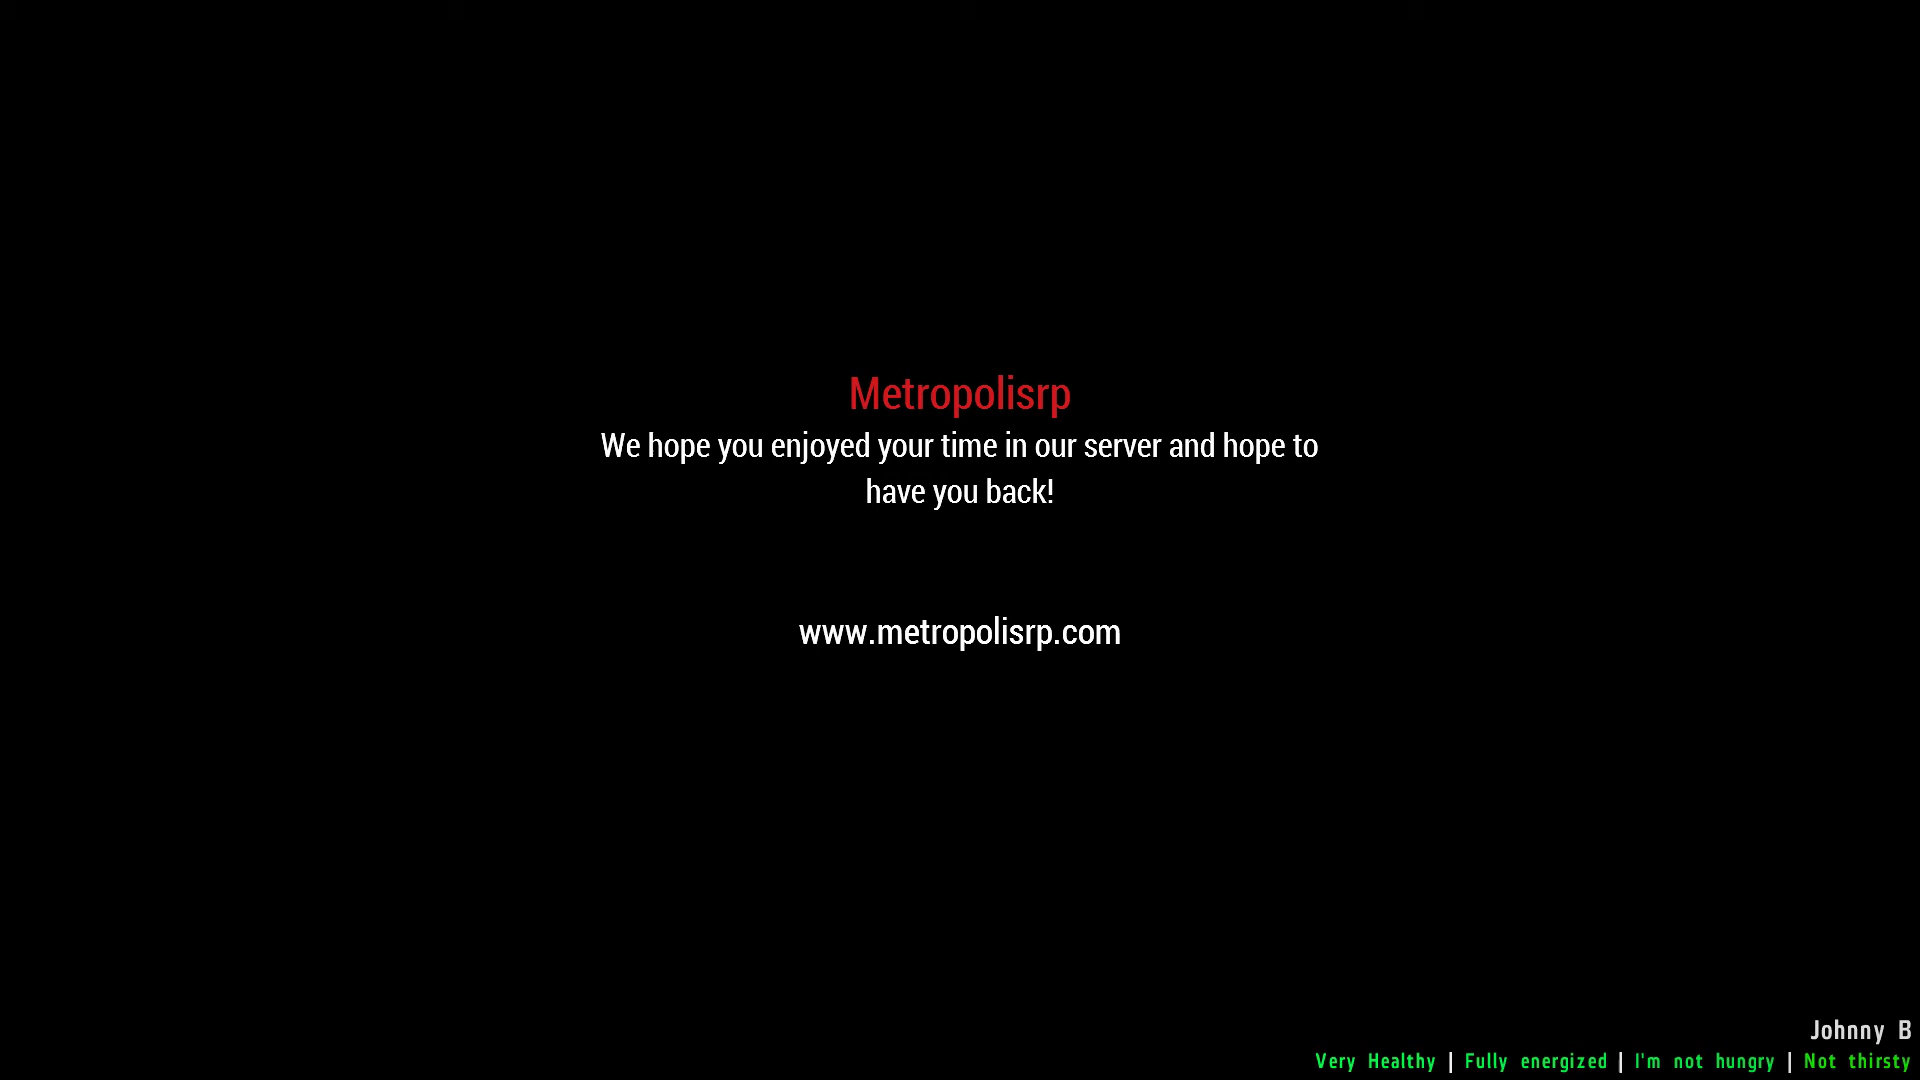 Metropolisrp
We hope you enjoyed your time in our server and hope to
have you back!
www.metropolisrp.com
Johnny B
Very Healthy | Fully energized | I'm not hungry | Not thirsty